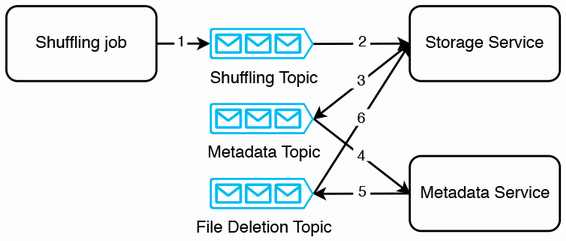 Shuffling job
1
2
Storage Service
Shuffling Topic
3
6
Metadata Topic
4
5
Metadata Service
File Deletion Topic